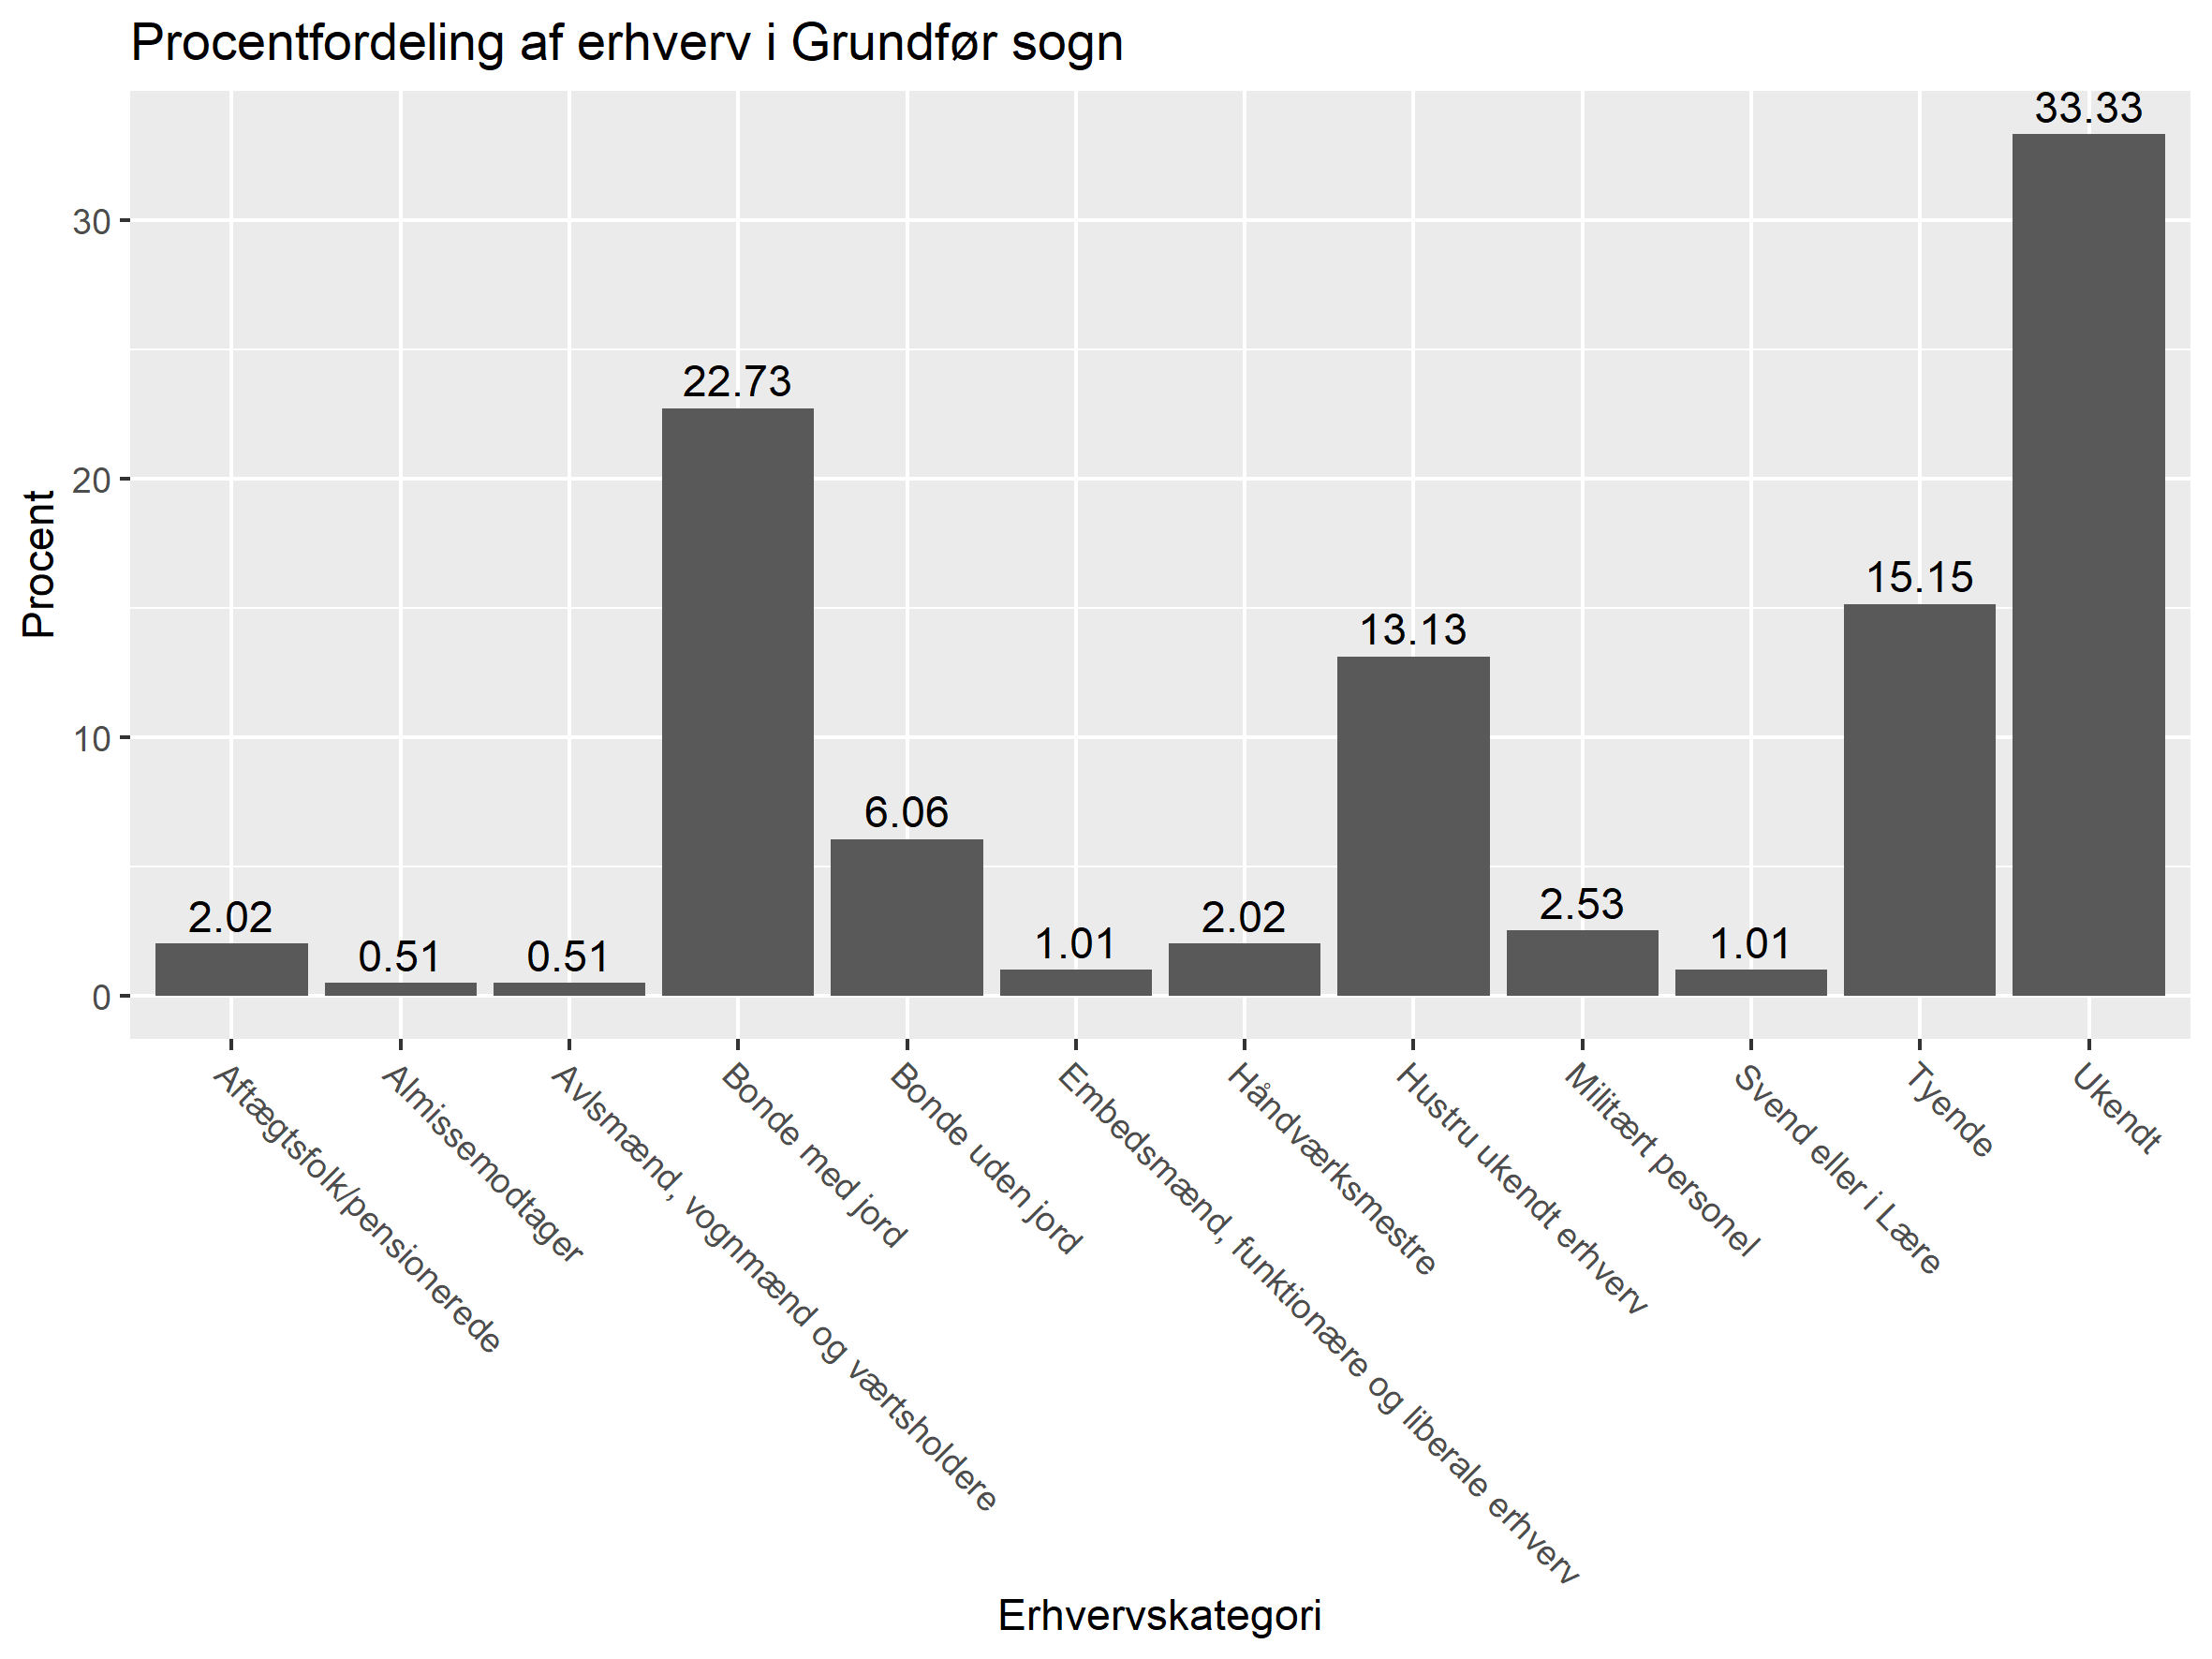 Procentfordeling af erhverv i Grundfør sogn
Procent
30
20
10
0
2.02
0.51
0.51
22.73
6.06
1.01
2.02
13.13
2.53
1.01
15.15
33.33
Aftægtsfolk/pensionerede
Almissemodtager
Avlsmænd, vognmænd og værtsholdere
Bonde med jord
Bonde uden jord
Embedsmænd, funktionære og liberale erhverv
Håndværksmestre
Hustru ukendt erhverv
Militært personel
Svend eller i Lære
Tyende
Ukendt
Erhvervskategori